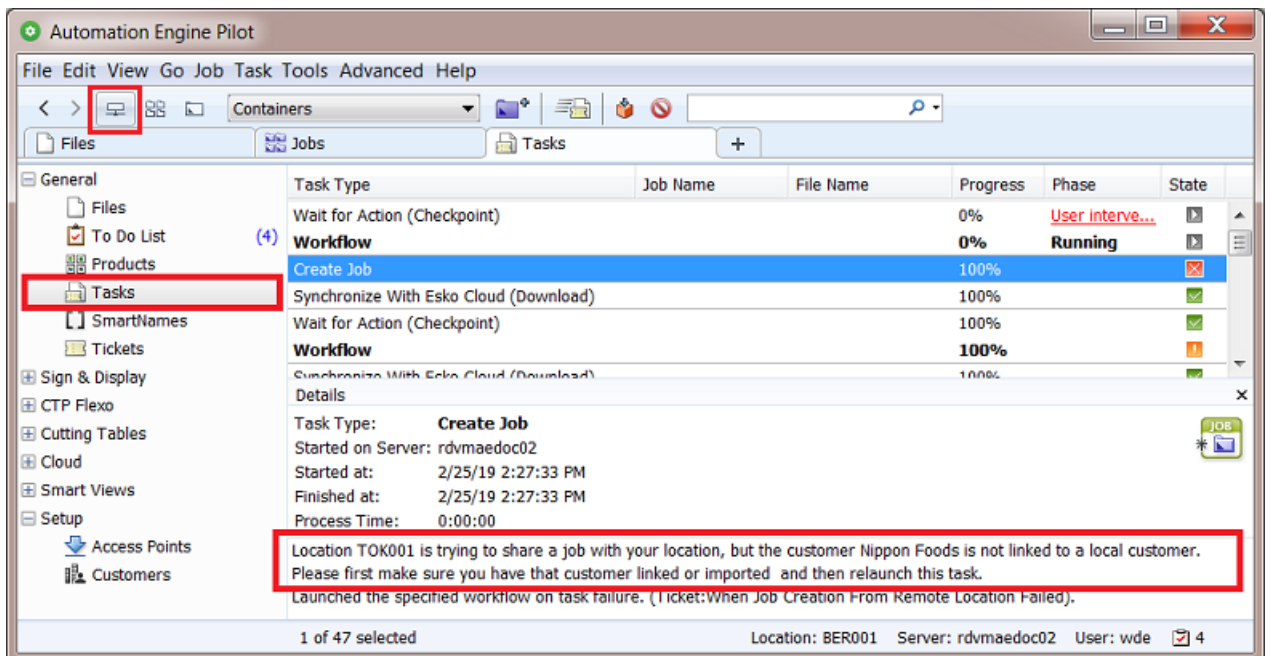 Automation Engine Pilot
File Edit View Go Job Task Tools Advanced Help
Containers
Files Jobs Tasks +
General
Files
To Do List (4)
Products
Tasks
SmartNames
Tickets
Sign & Display
CTP Flexo
Cutting Tables
Cloud
Smart Views
Setup
Access Points
Customers
Task Type Job Name File Name Progress Phase State
Wait for Action (Checkpoint) 0% User interve...
Workflow 0% Running
Create Job 100%
Synchronize With Esko Cloud (Download) 100%
Wait for Action (Checkpoint) 100%
Workflow 100%
Synchronize With Esko Cloud (Download) 100%
Details
Task Type: Create Job
JOB
Started on Server: rdvmaedoc02
Started at: 2/25/19 2:27:33 PM
Finished at: 2/25/19 2:27:33 PM
Process Time: 0:00:00
Location TOK001 is trying to share a job with your location, but the customer Nippon Foods is not linked to a local customer.
Please first make sure you have that customer linked or imported and then relaunch this task.
Launched the specified workflow on task failure. (Ticket:When Job Creation From Remote Location Failed).
1 of 47 selected Location: BER001 Server: rdvmaedoc02 User: wde 4